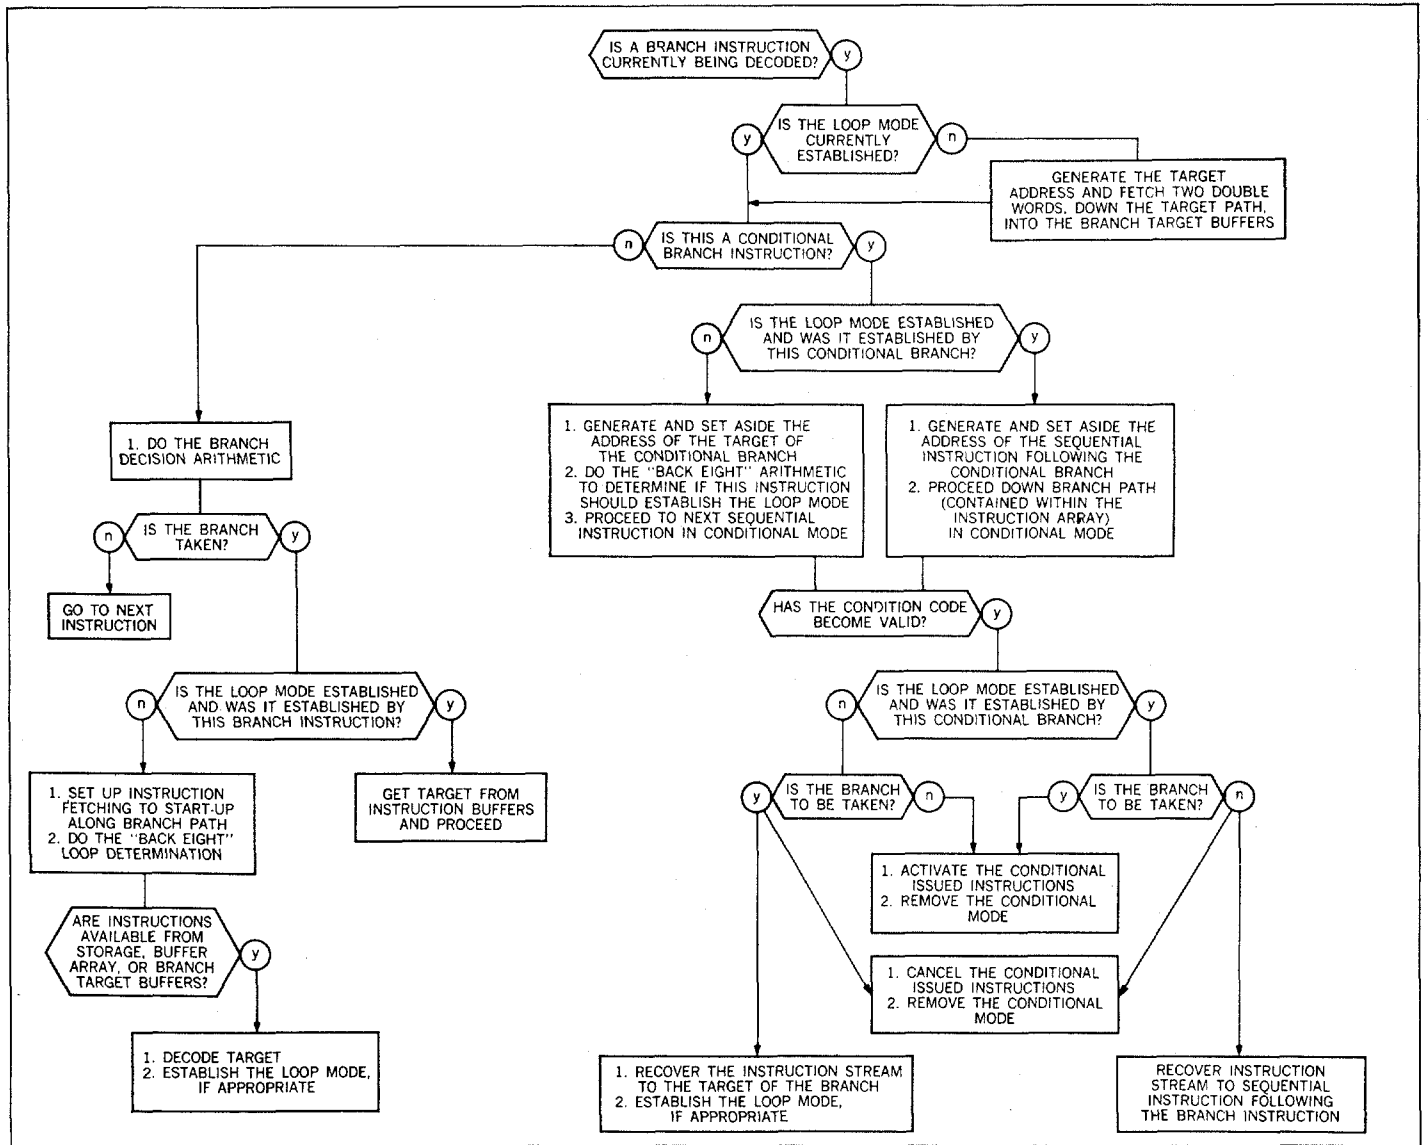 IS A BRANCH INSTRUCTION
CURRENTLY BEING DECODED?
y
IS THE LOOP MODE
CURRENTLY
ESTABLISHED?
y
n
GENERATE THE TARGET
ADDRESS AND FETCH TWO DOUBLE
WORDS, DOWN THE TARGET PATH,
INTO THE BRANCH TARGET BUFFERS
IS THIS A CONDITIONAL
BRANCH INSTRUCTION?
n
y
IS THE LOOP MODE ESTABLISHED
AND WAS IT ESTABLISHED BY
THIS CONDITIONAL BRANCH?
n
y
1. DO THE BRANCH
DECISION ARITHMETIC
1. GENERATE AND SET ASIDE THE
ADDRESS OF THE TARGET OF
THE CONDITIONAL BRANCH
2. DO THE "BACK EIGHT" ARITHMETIC
TO DETERMINE IF THIS INSTRUCTION
SHOULD ESTABLISH THE LOOP MODE
3. PROCEED TO NEXT SEQUENTIAL
INSTRUCTION IN CONDITIONAL MODE
1. GENERATE AND SET ASIDE THE
ADDRESS OF THE SEQUENTIAL
INSTRUCTION FOLLOWING THE
CONDITIONAL BRANCH
2. PROCEED DOWN BRANCH PATH
(CONTAINED WITHIN THE
INSTRUCTION ARRAY)
IN CONDITIONAL MODE
IS THE BRANCH
TAKEN?
n
y
GO TO NEXT
INSTRUCTION
HAS THE CONDITION CODE
BECOME VALID?
y
IS THE LOOP MODE ESTABLISHED
AND WAS IT ESTABLISHED BY
THIS BRANCH INSTRUCTION?
n
y
IS THE LOOP MODE ESTABLISHED
AND WAS IT ESTABLISHED BY
THIS CONDITIONAL BRANCH?
n
y
1. SET UP INSTRUCTION
FETCHING TO START-UP
ALONG BRANCH PATH
2. DO THE "BACK EIGHT"
LOOP DETERMINATION
GET TARGET FROM
INSTRUCTION BUFFERS
AND PROCEED
IS THE BRANCH
TO BE TAKEN?
y
n
IS THE BRANCH
TO BE TAKEN?
y
n
1. ACTIVATE THE CONDITIONAL
ISSUED INSTRUCTIONS
2. REMOVE THE CONDITIONAL
MODE
ARE INSTRUCTIONS
AVAILABLE FROM
STORAGE, BUFFER
ARRAY, OR BRANCH
TARGET BUFFERS?
y
1. CANCEL THE CONDITIONAL
ISSUED INSTRUCTIONS
2. REMOVE THE CONDITIONAL
MODE
1. DECODE TARGET
2. ESTABLISH THE LOOP MODE,
IF APPROPRIATE
1. RECOVER THE INSTRUCTION STREAM
TO THE TARGET OF THE BRANCH
2. ESTABLISH THE LOOP MODE,
IF APPROPRIATE
RECOVER INSTRUCTION
STREAM TO SEQUENTIAL
INSTRUCTION FOLLOWING
THE BRANCH INSTRUCTION